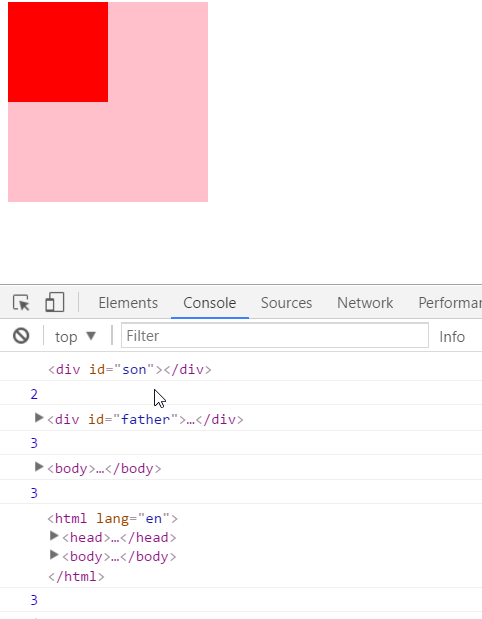 Elements Console Sources Network Performa
top Filter Info
<div id="son"></div>
2
<div id="father">…</div>
3
<body>…</body>
3
<html lang="en">
<head>…</head>
<body>…</body>
</html>
3